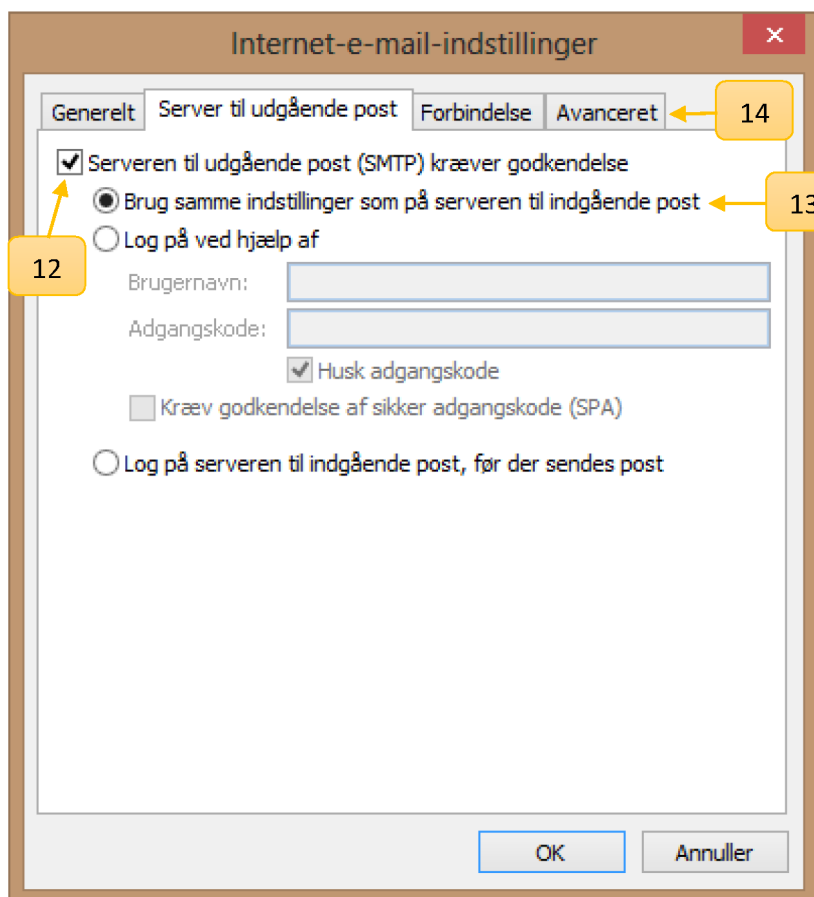 Internet-e-mail-indstillinger
Generelt Server til udgående post Forbindelse Avanceret 14
Serveren til udgående post (SMTP) kræver godkendelse
Brug samme indstillinger som på serveren til indgående post 13
Log på ved hjælp af
12
Brugernavn:
Adgangskode:
Husk adgangskode
Kræv godkendelse af sikker adgangskode (SPA)
Log på serveren til indgående post, før der sendes post
OK Annuller